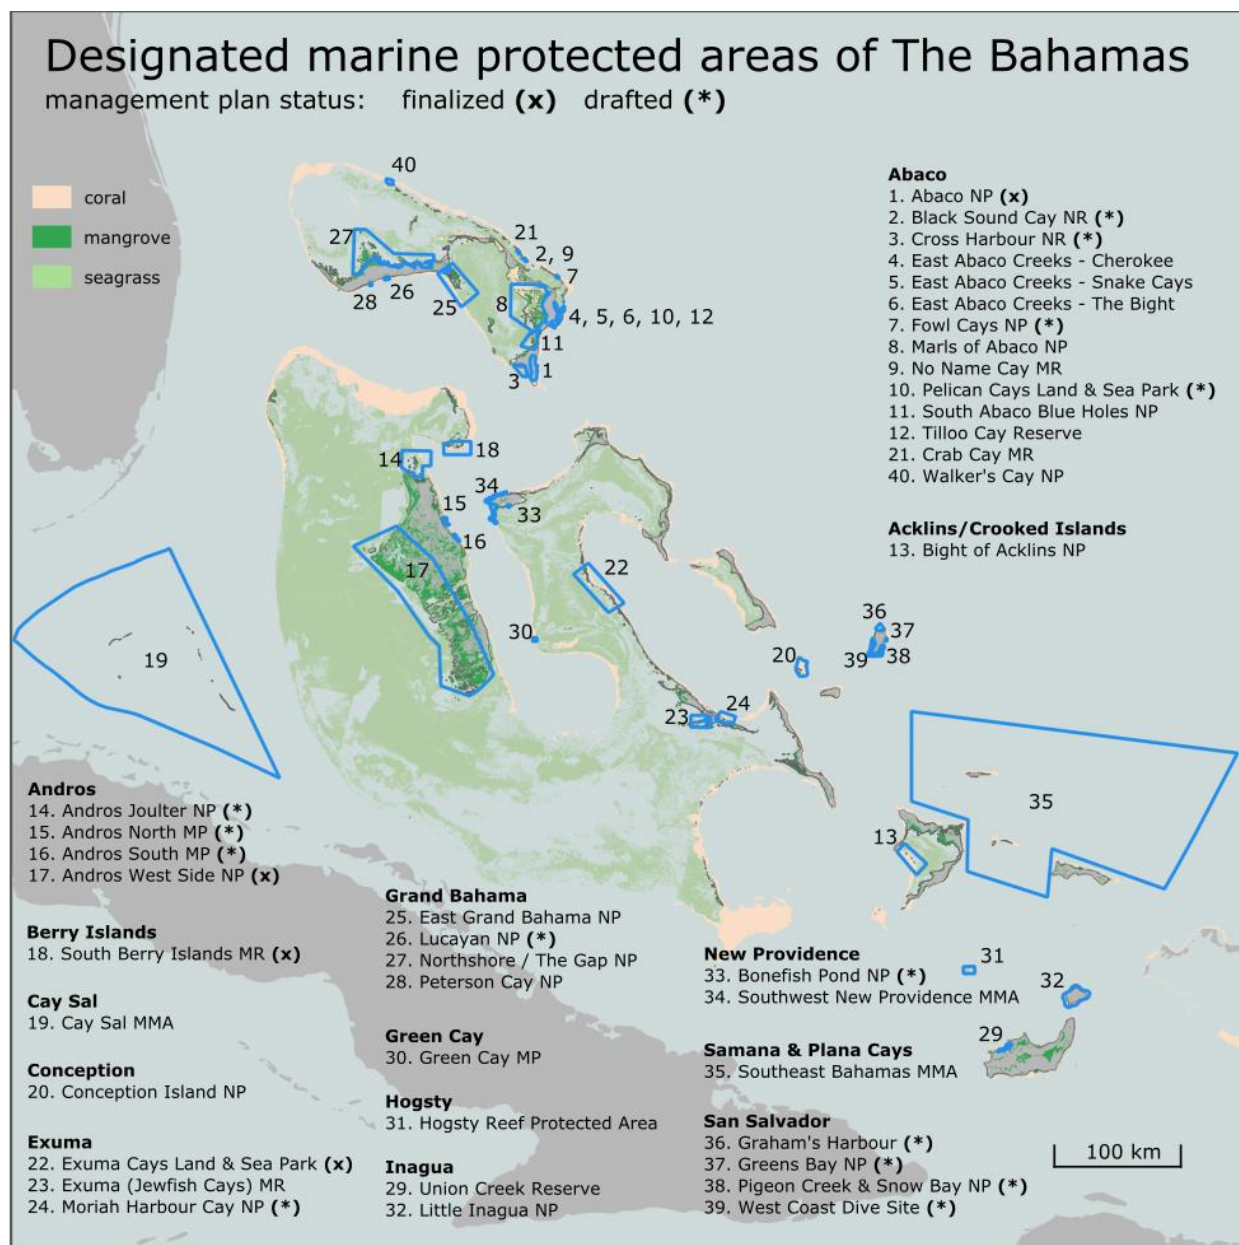 Designated marine protected areas of The Bahamas
management plan status: finalized (x) drafted (*)
coral
mangrove
seagrass
40
27
21
2, 9
7
28
26
25
8
4, 5, 6, 10, 12
11
3
1
14
18
34
15
33
16
17
22
30
19
20
36
37
39
38
23
24
35
13
31
32
29
Abaco
1. Abaco NP (x)
2. Black Sound Cay NR (*)
3. Cross Harbour NR (*)
4. East Abaco Creeks - Cherokee
5. East Abaco Creeks - Snake Cays
6. East Abaco Creeks - The Bight
7. Fowl Cays NP (*)
8. Marls of Abaco NP
9. No Name Cay MR
10. Pelican Cays Land & Sea Park (*)
11. South Abaco Blue Holes NP
12. Tilloo Cay Reserve
21. Crab Cay MR
40. Walker's Cay NP
Acklins/Crooked Islands
13. Bight of Acklins NP
Andros
14. Andros Joulter NP (*)
15. Andros North MP (*)
16. Andros South MP (*)
17. Andros West Side NP (x)
Berry Islands
18. South Berry Islands MR (x)
Cay Sal
19. Cay Sal MMA
Conception
20. Conception Island NP
Exuma
22. Exuma Cays Land & Sea Park (x)
23. Exuma (Jewfish Cays) MR
24. Moriah Harbour Cay NP (*)
Grand Bahama
25. East Grand Bahama NP
26. Lucayan NP (*)
27. Northshore / The Gap NP
28. Peterson Cay NP
Green Cay
30. Green Cay MP
Hogsty
31. Hogsty Reef Protected Area
Inagua
29. Union Creek Reserve
32. Little Inagua NP
New Providence
33. Bonefish Pond NP (*)
34. Southwest New Providence MMA
Samana & Plana Cays
35. Southeast Bahamas MMA
San Salvador
36. Graham's Harbour (*)
37. Greens Bay NP (*)
38. Pigeon Creek & Snow Bay NP (*)
39. West Coast Dive Site (*)
100 km